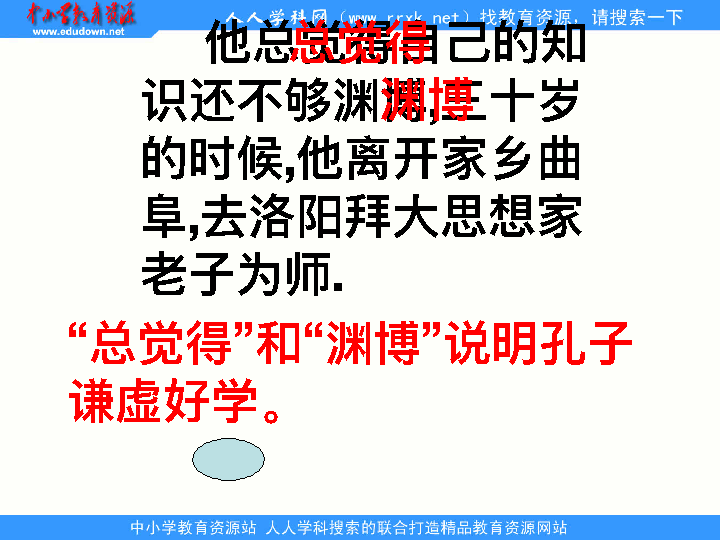 中小学教育资源
www.edudown.net
人人学科网（www.rrxk.net）找教育资源，请搜索一下
他总觉得自己的知
总觉得
识还不够渊博,三十岁
渊博
的时候,他离开家乡曲
阜,去洛阳拜大思想家
老子为师.
“总觉得”和“渊博”说明孔子
谦虚好学。
中小学教育资源站 人人学科搜索的联合打造精品教育资源网站